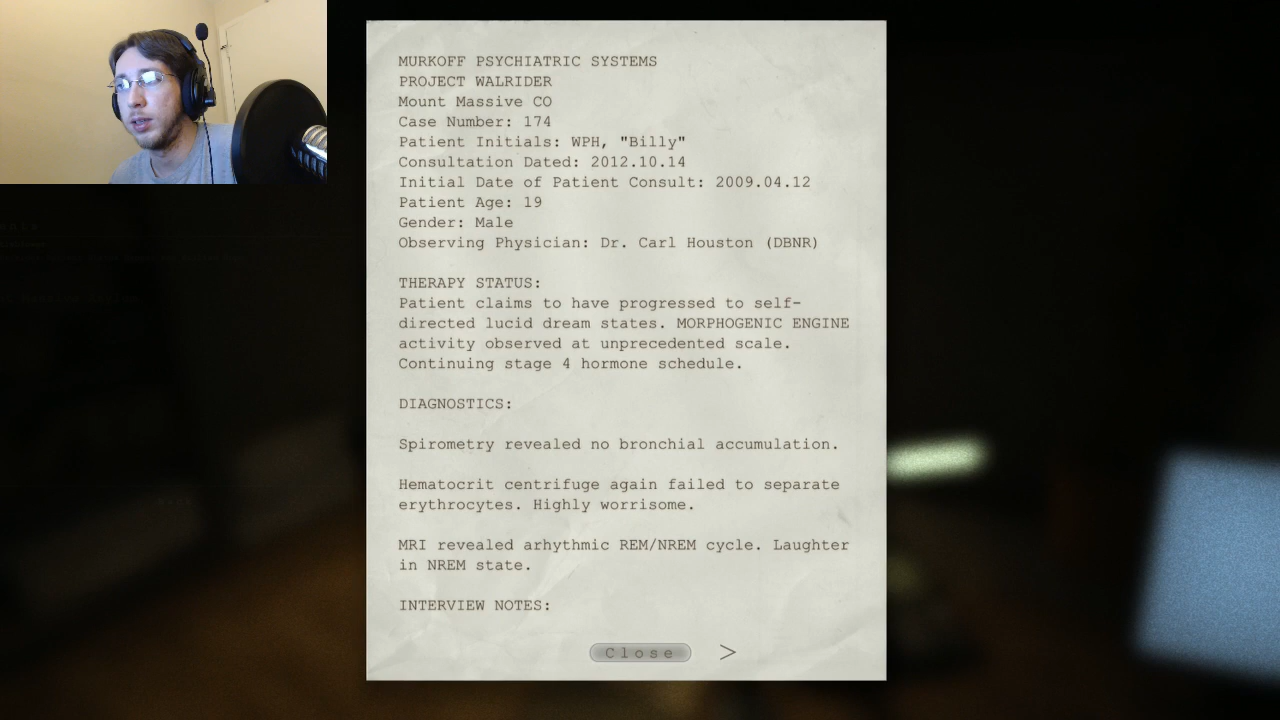 MURKOFF PSYCHIATRIC SYSTEMS
PROJECT WALRIDER
Mount Massive CO
Case Number: 174
Patient Initials: WPH, "Billy"
Consultation Dated: 2012.10.14
Initial Date of Patient Consult: 2009.04.12
Patient Age: 19
Gender: Male
Observing Physician: Dr. Carl Houston (DBNR)
THERAPY STATUS:
Patient claims to have progressed to self-
directed lucid dream states. MORPHOGENIC ENGINE
activity observed at unprecedented scale.
Continuing stage 4 hormone schedule.
DIAGNOSTICS:
Spirometry revealed no bronchial accumulation.
Hematocrit centrifuge again failed to separate
erythrocytes. Highly worrisome.
MRI revealed arhythmic REM/NREM cycle. Laughter
in NREM state.
INTERVIEW NOTES:
Close >